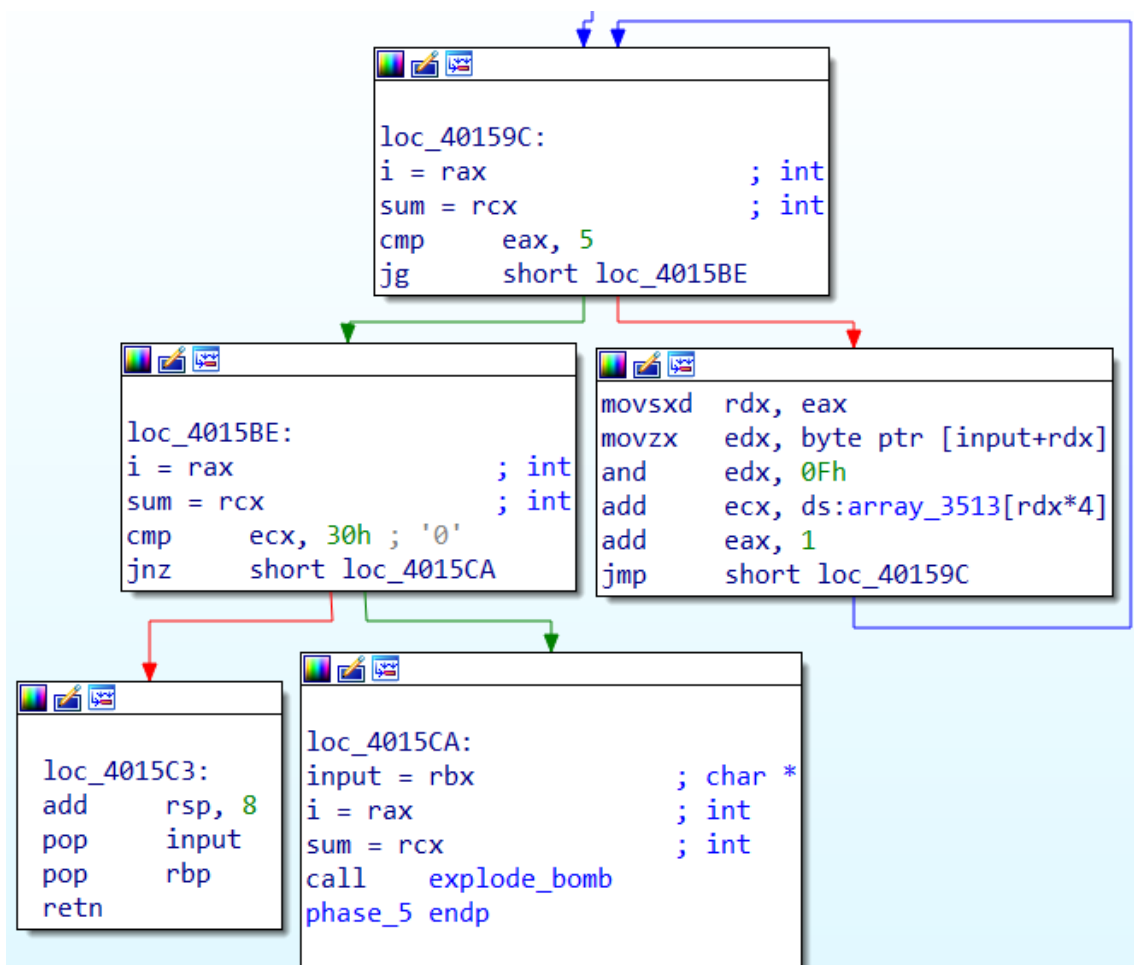 loc_40159C:
i = rax ; int
sum = rcx ; int
cmp eax, 5
jg short loc_4015BE
loc_4015BE:
i = rax ; int
sum = rcx ; int
cmp ecx, 30h ; '0'
jnz short loc_4015CA
movsxd rdx, eax
movzx edx, byte ptr [input+rdx]
and edx, 0Fh
add ecx, ds:array_3513[rdx*4]
add eax, 1
jmp short loc_40159C
loc_4015C3:
add rsp, 8
pop input
pop rbp
retn
loc_4015CA:
input = rbx ; char *
i = rax ; int
sum = rcx ; int
call explode_bomb
phase_5 endp